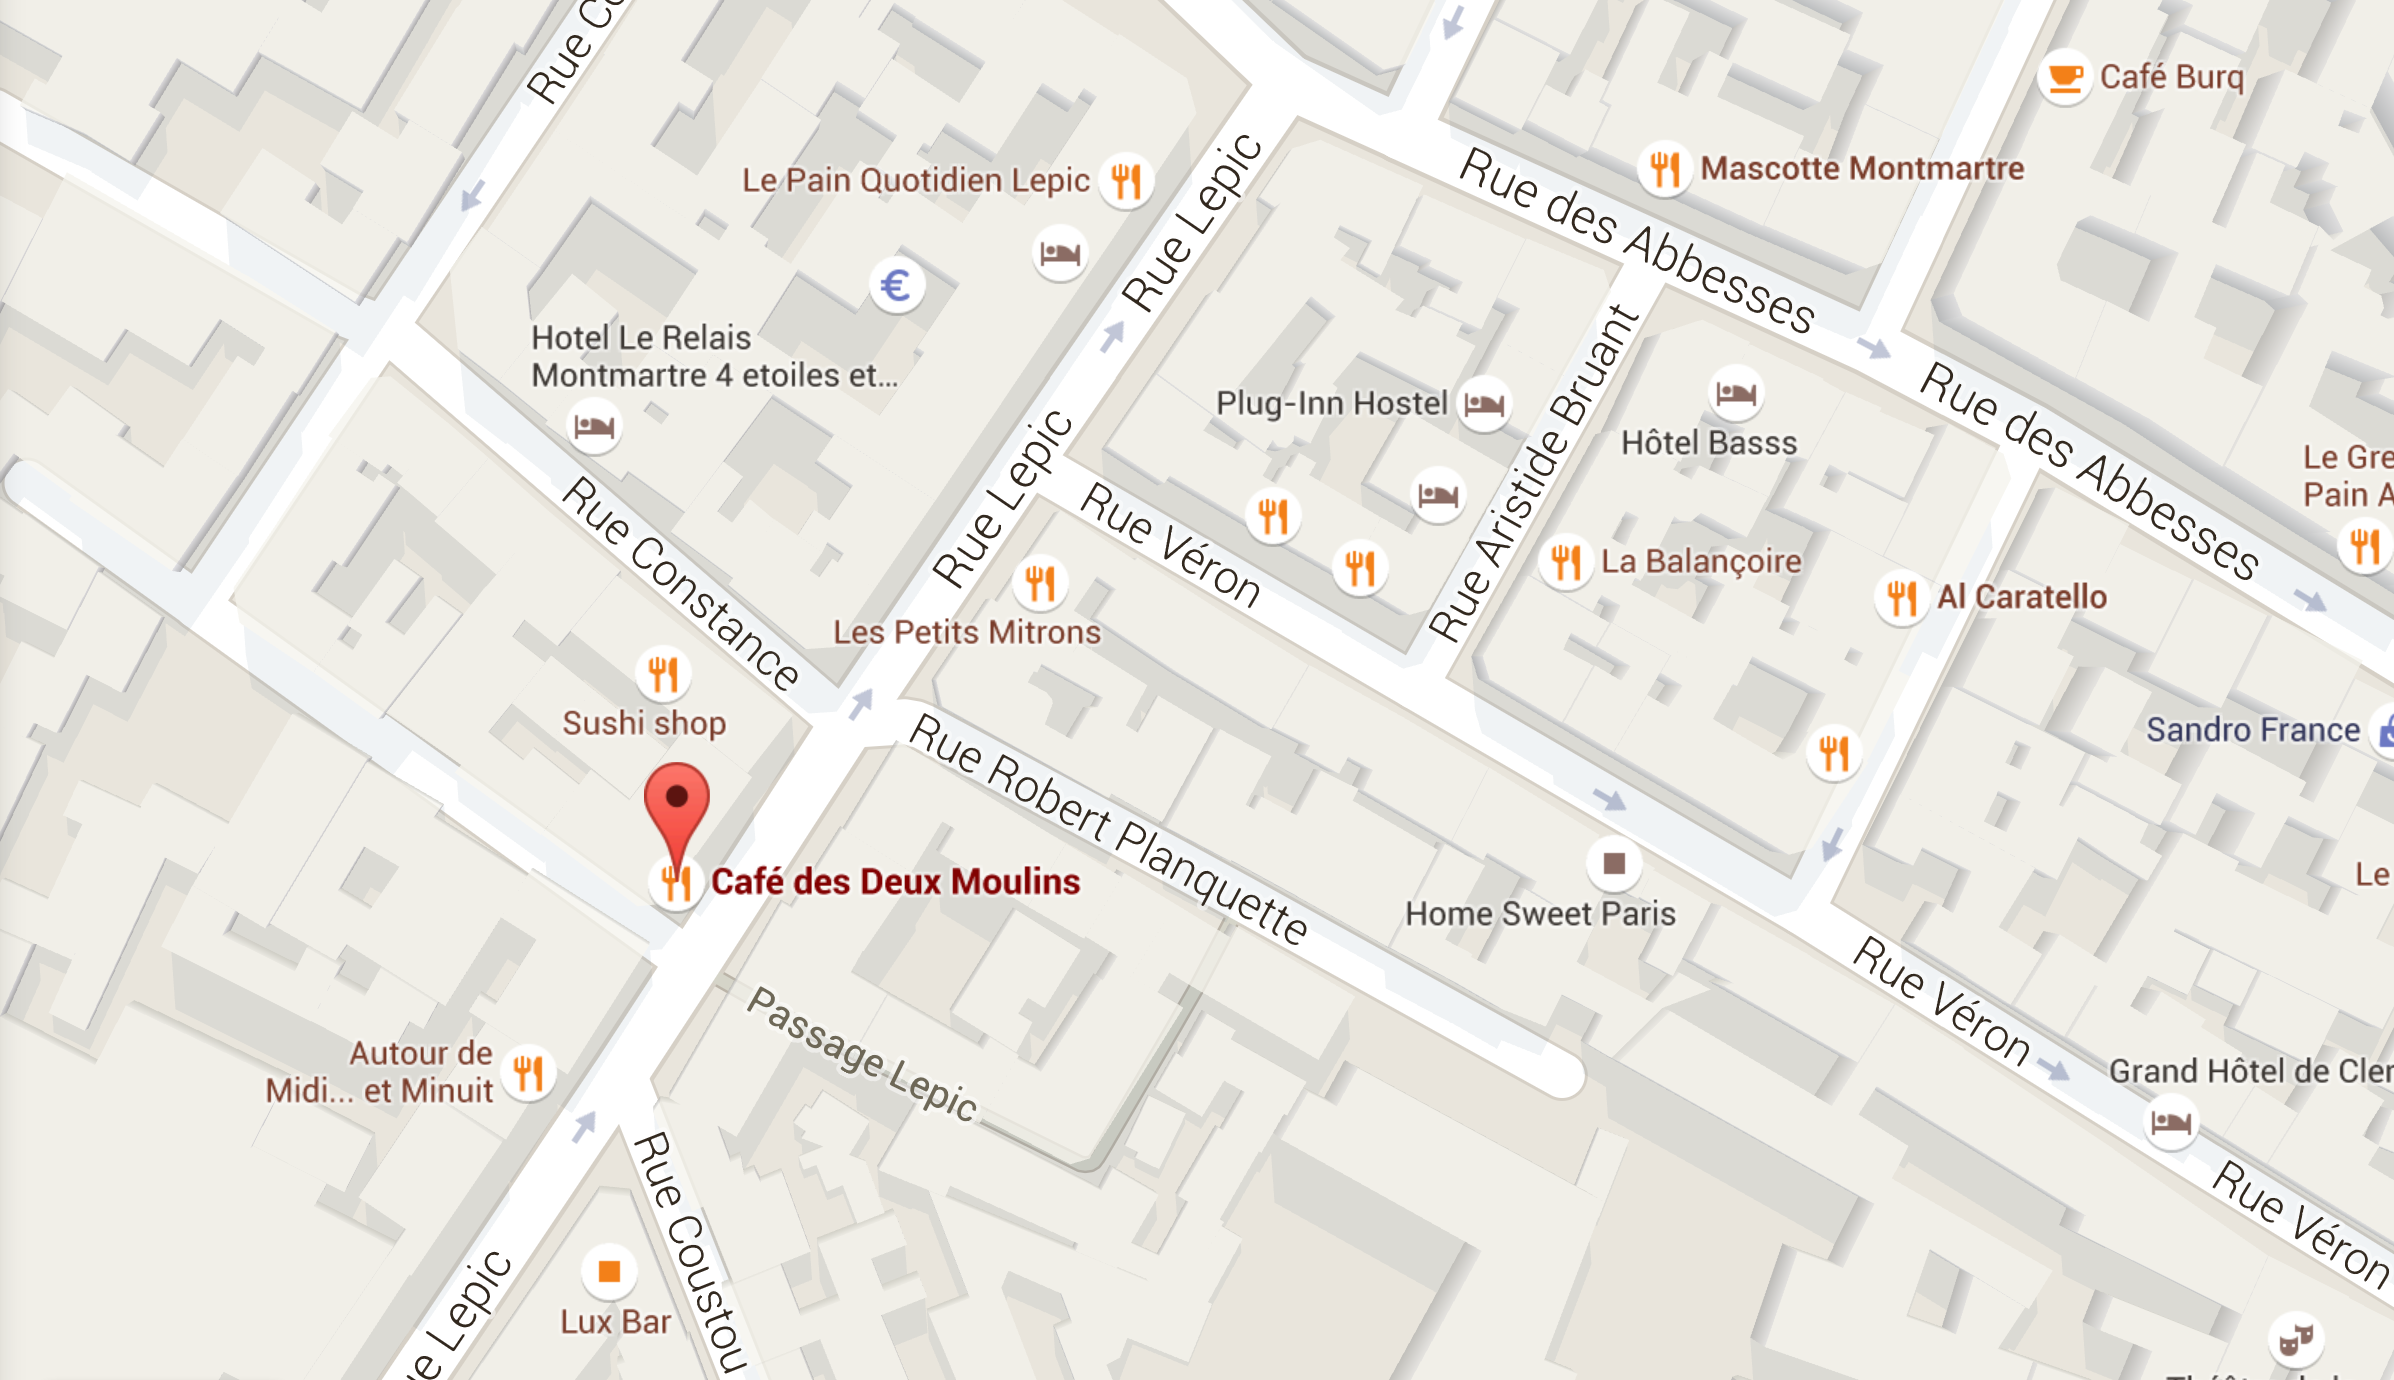 Rue Co
Café Burq
Le Pain Quotidien Lepic
Rue Lepic
Mascotte Montmartre
Rue des Abbesses
€
Hotel Le Relais
Montmartre 4 etoiles et...
Plug-Inn Hostel
Rue Aristide Bruant
Hôtel Basss
Rue des Abbesses
Le Gre
Pain A
Rue Constance
Rue Lepic
Rue Véron
La Balançoire
Al Caratello
Les Petits Mitrons
Sushi shop
Sandro France
Rue Robert Planquette
Café des Deux Moulins
Le
Home Sweet Paris
Passage Lepic
Rue Véron
Autour de
Midi... et Minuit
Grand Hôtel de Cler
Rue Coustou
Rue Véron
ue Lepic
Lux Bar